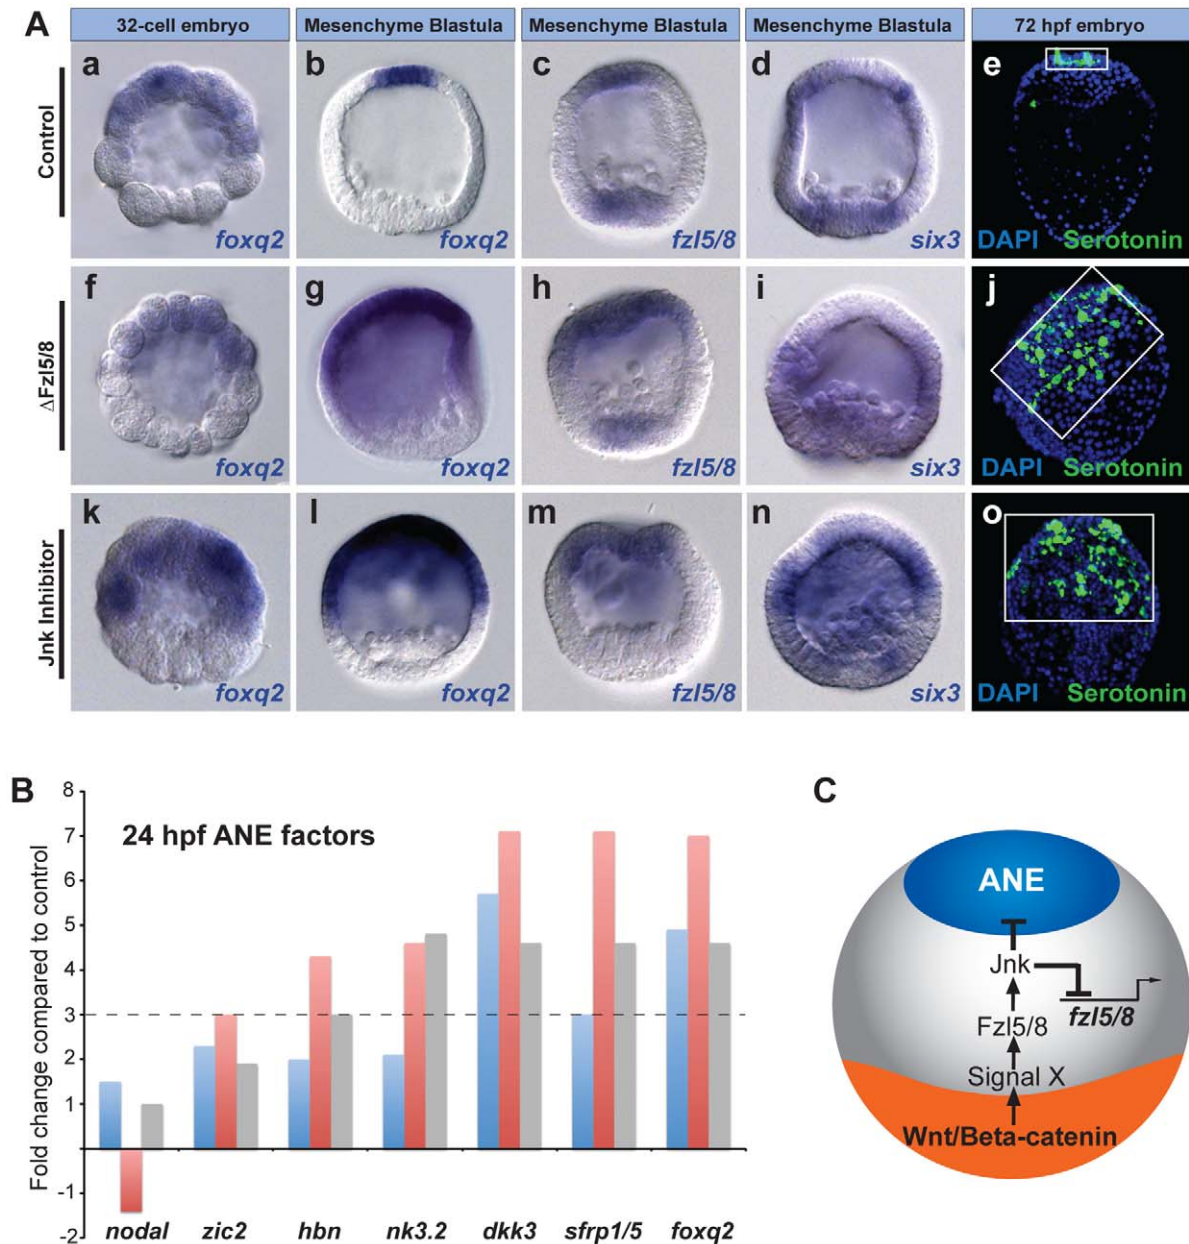 A
32-cell embryo
Mesenchyme Blastula
Mesenchyme Blastula
Mesenchyme Blastula
72 hpf embryo
Control
a
foxq2
b
foxq2
c
fzl5/8
d
six3
e
DAPI Serotonin
ΔFzl5/8
f
foxq2
g
foxq2
h
fzl5/8
i
six3
j
DAPI Serotonin
Jnk Inhibitor
k
foxq2
l
foxq2
m
fzl5/8
n
six3
o
DAPI Serotonin
B
24 hpf ANE factors
Fold change compared to control
8
7
6
5
4
3
2
1
-1
-2
nodal zic2 hbn nk3.2 dkk3 sfrp1/5 foxq2
C
ANE
Jnk
fzl5/8
Fzl5/8
Signal X
Wnt/Beta-catenin